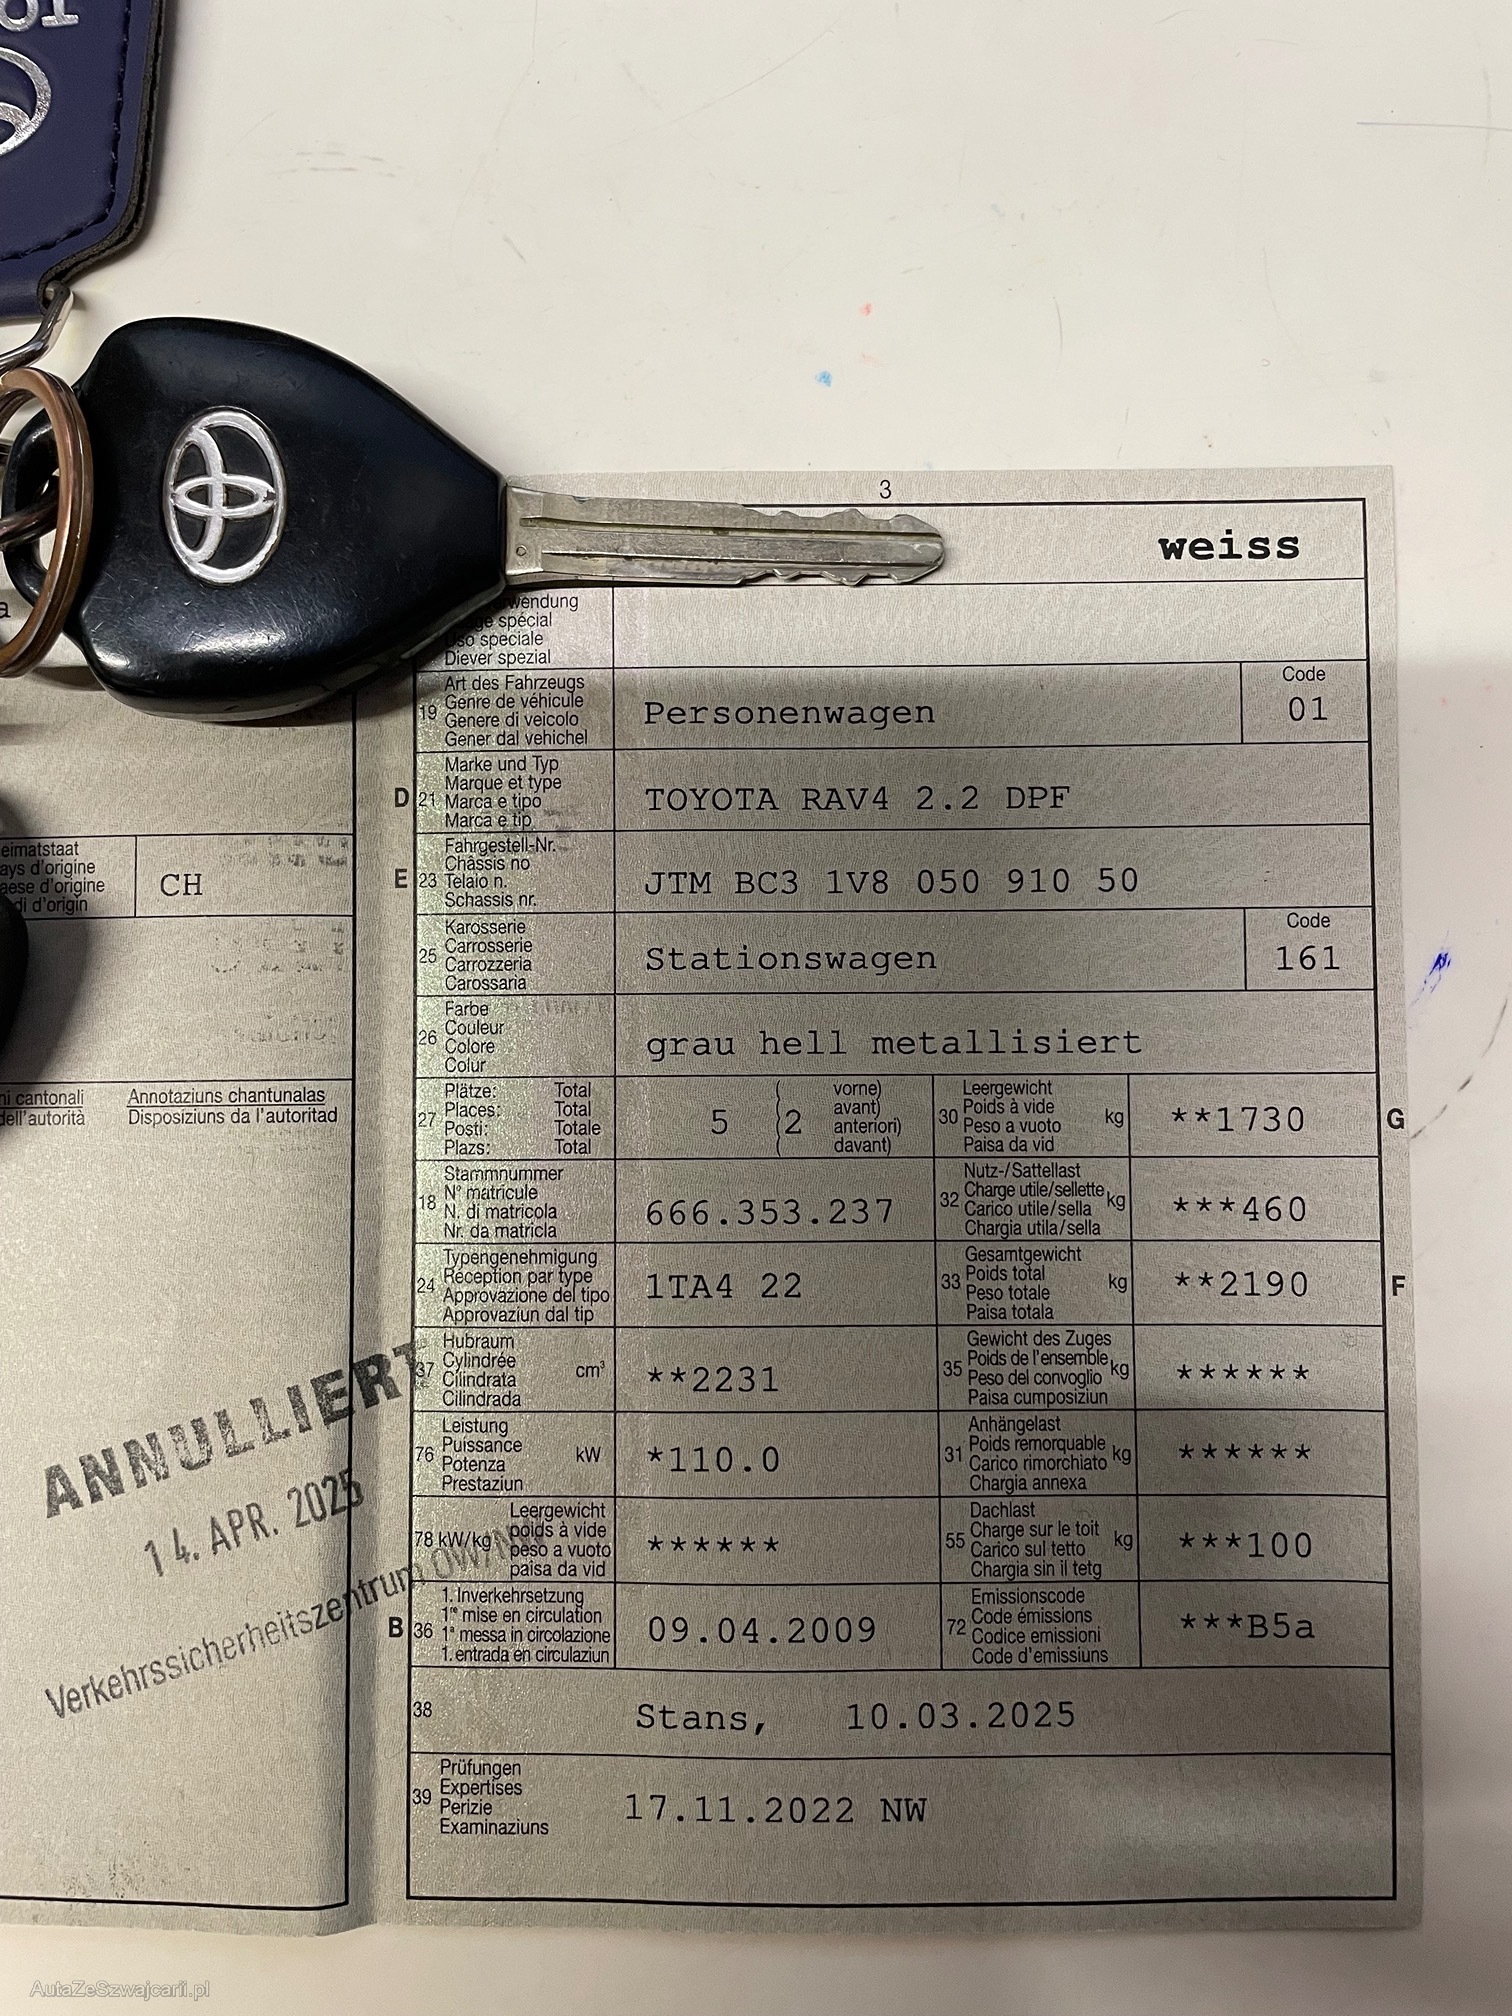 3
weiss
wendung
ge spécial
Uso speciale
Diever spezial
19
Art des Fahrzeugs
Genre de véhicule
Genere di veicolo
Gener dal vehichel
Personenwagen
Code
01
D 21
Marke und Typ
Marque et type
Marca e tipo
Marca e tip
TOYOTA RAV4 2.2 DPF
E 23
Fahrgestell-Nr.
Châssis no
Telaio n.
Schassis nr.
JTM BC3 1V8 050 910 50
25
Karosserie
Carrosserie
Carrozzeria
Carossaria
Stationswagen
Code
161
26
Farbe
Couleur
Colore
Colur
grau hell metallisiert
27
Plätze: Total
Places: Total
Posti: Totale
Plazs: Total
5
( vorne)
( avant)
2
( anteriori)
( davant)
30
Leergewicht
Poids à vide
Peso a vuoto
Paisa da vid
kg
**1730
G
18
Stammnummer
N° matricule
N. di matricola
Nr. da matricla
666.353.237
32
Nutz-/Sattellast
Charge utile/sellette
Carico utile/sella
Chargia utila/sella
kg
***460
24
Typengenehmigung
Réception par type
Approvazione del tipo
Approvaziun dal tip
1TA4 22
33
Gesamtgewicht
Poids total
Peso totale
Paisa totala
kg
**2190
F
37
Hubraum
Cylindrée
Cilindrata
Cilindrada
cm³
**2231
35
Gewicht des Zuges
Poids de l'ensemble
Peso del convoglio
Paisa cumposiziun
kg
******
76
Leistung
Puissance
Potenza
Prestaziun
kW
*110.0
31
Anhängelast
Poids remorquable
Carico rimorchiato
Chargia annexa
kg
******
78 kW/kg
Leergewicht
poids à vide
peso a vuoto
paisa da vid
******
55
Dachlast
Charge sur le toit
Carico sul tetto
Chargia sin il tetg
kg
***100
B 36
1. Inverkehrsetzung
1re mise en circulation
1a messa in circolazione
1. entrada en circulaziun
09.04.2009
72
Emissionscode
Code émissions
Codice emissioni
Code d'emissiuns
***B5a
38
Stans, 10.03.2025
39
Prüfungen
Expertises
Perizie
Examinaziuns
17.11.2022 NW
a
eimatstaat
ays d'origine
aese d'origine
di d'origin
CH
ni cantonali
dell'autorità
Annotaziuns chantunalas
Disposiziuns da l'autoritad
ANNULLIERT
14. APR. 2025
Verkehrssicherheitszentrum OW/NW
AutaZeSzwajcarii.pl